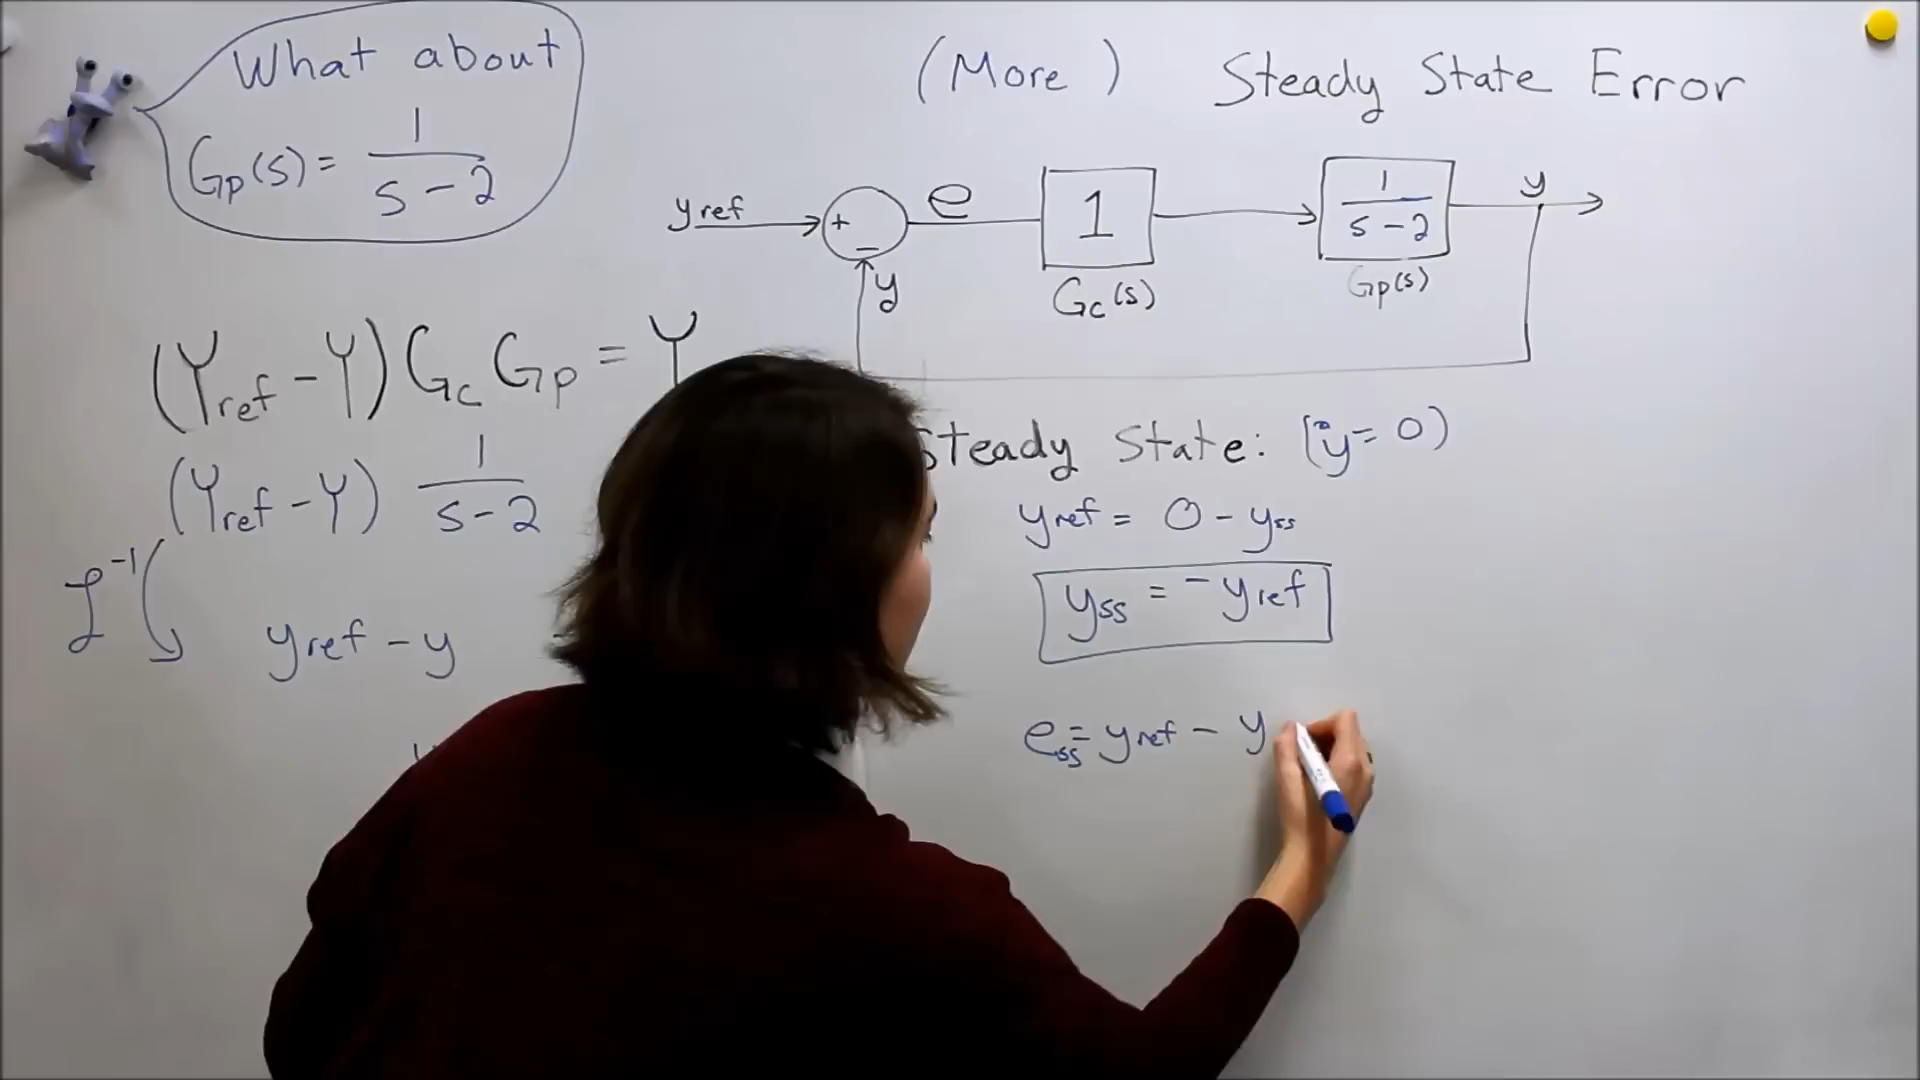 What about
Gp(s) = 1/(s-2)
(More) Steady State Error
yref + e 1 1/(s-2) y
−
y Gc(s) Gp(s)
(Yref - Y) Gc Gp = Y
(Yref - Y) 1/(s-2)
ℒ⁻¹
yref - y
Steady State: (ẏ = 0)
yref = 0 - yss
yss = -yref
ess = yref - y